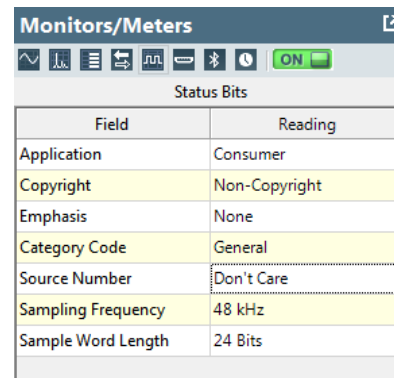 Monitors/Meters
ON
Status Bits
Field Reading
Application Consumer
Copyright Non-Copyright
Emphasis None
Category Code General
Source Number Don't Care
Sampling Frequency 48 kHz
Sample Word Length 24 Bits